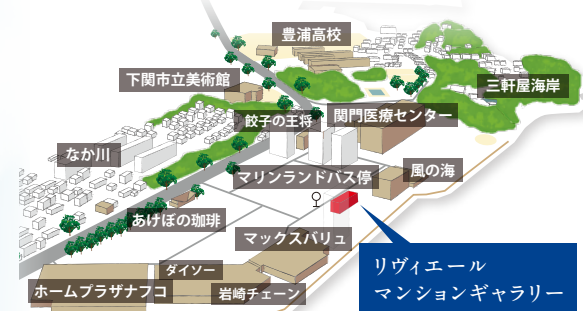 豊浦高校
下関市立美術館
三軒屋海岸
餃子の王将
関門医療センター
なか川
マリンランドバス停
風の海
あけぼの珈琲
マックスバリュ
ダイソー
ホームプラザナフコ
岩崎チェーン
リヴィエール
マンションギャラリー